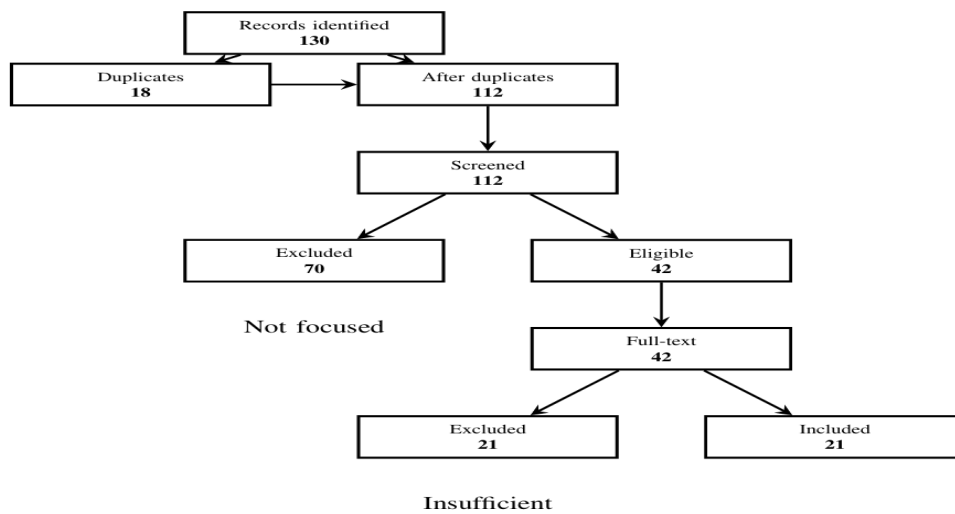 Records identified
130
Duplicates
18
After duplicates
112
Screened
112
Excluded
70
Eligible
42
Not focused
Full-text
42
Excluded
21
Included
21
Insufficient